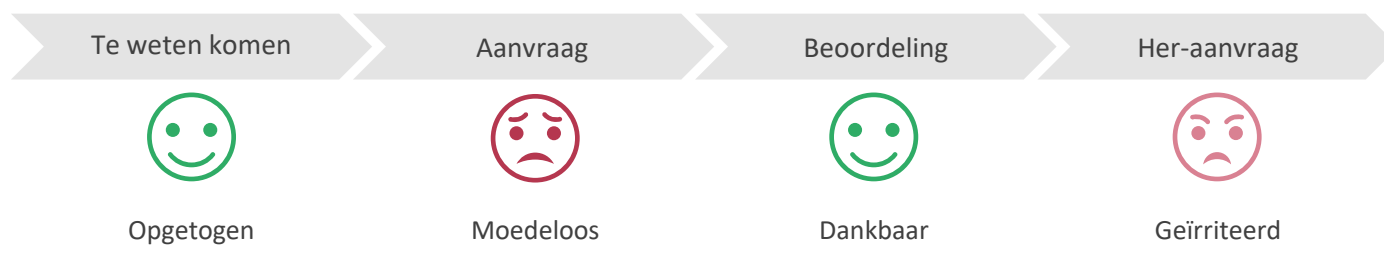 Te weten komen
Aanvraag
Beoordeling
Her-aanvraag
Opgetogen
Moedeloos
Dankbaar
Geïrriteerd